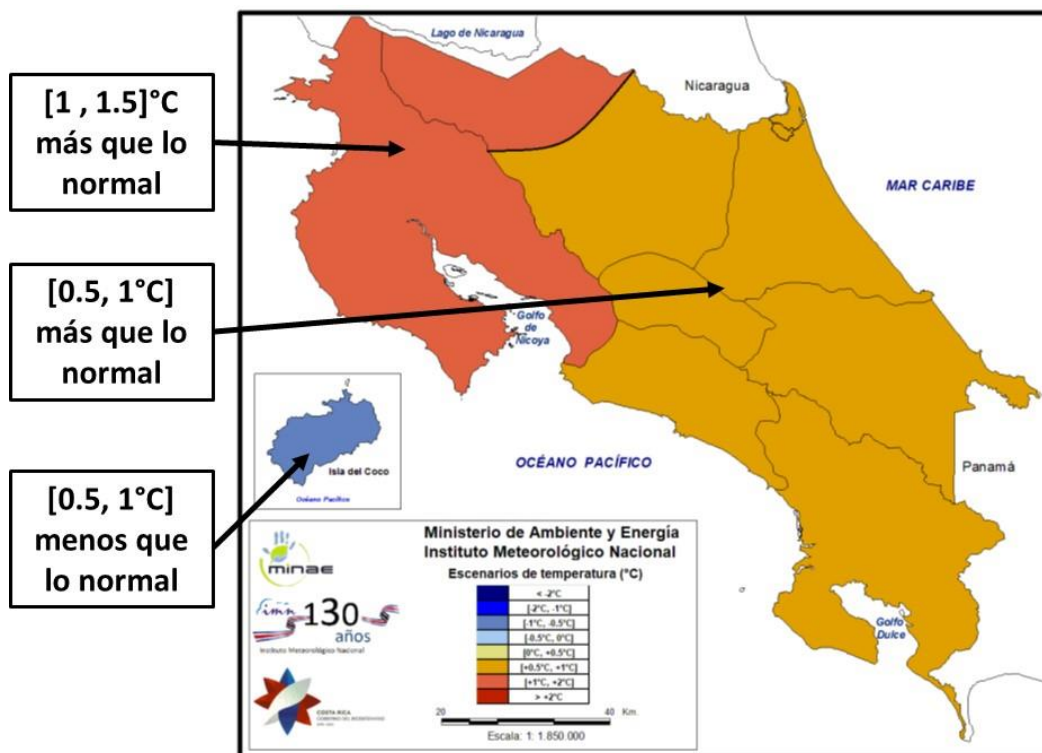 [1 , 1.5]°C
más que lo
normal
[0.5, 1°C]
más que lo
normal
[0.5, 1°C]
menos que
lo normal
Lago de Nicaragua
Nicaragua
MAR CARIBE
Golfo
de
Nicoya
Isla del Coco
Océano Pacífico
OCÉANO PACÍFICO
Panamá
Golfo
Dulce
Ministerio de Ambiente y Energía
Instituto Meteorológico Nacional
Escenarios de temperatura (°C)
< -2°C
[-2°C, -1°C]
[-1°C, -0.5°C]
[-0.5°C, 0°C]
[0°C, +0.5°C]
[+0.5°C, +1°C]
[+1°C, +2°C]
> +2°C
20
40
Km.
Escala: 1: 1.850.000
minae
imn 130
años
Instituto Meteorológico Nacional
COSTA RICA
GOBIERNO DEL BICENTENARIO